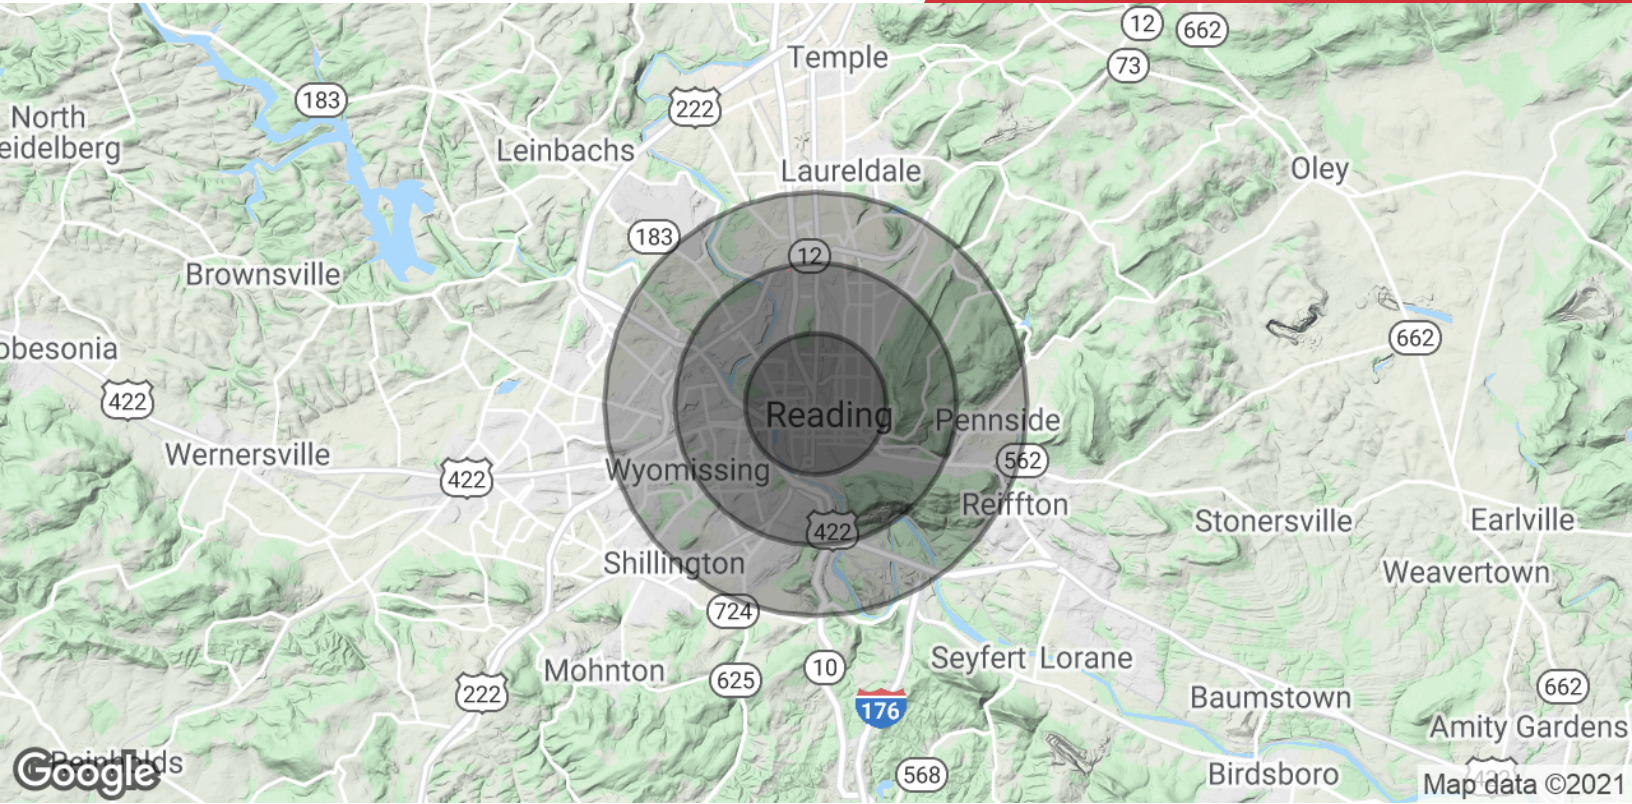 12
662
Temple
73
183
222
North
eidelberg
Leinbachs
Laureldale
Oley
183
12
Brownsville
obesonia
662
422
Reading
Pennside
Wernersville
422
Wyomissing
562
Reiffton
422
Stonersville
Earlville
Shillington
Weavertown
724
Mohnton
10
625
Seyfert
Lorane
222
176
662
Baumstown
Amity Gardens
Reinholds
Google
568
Birdsboro
422
Map data ©2021